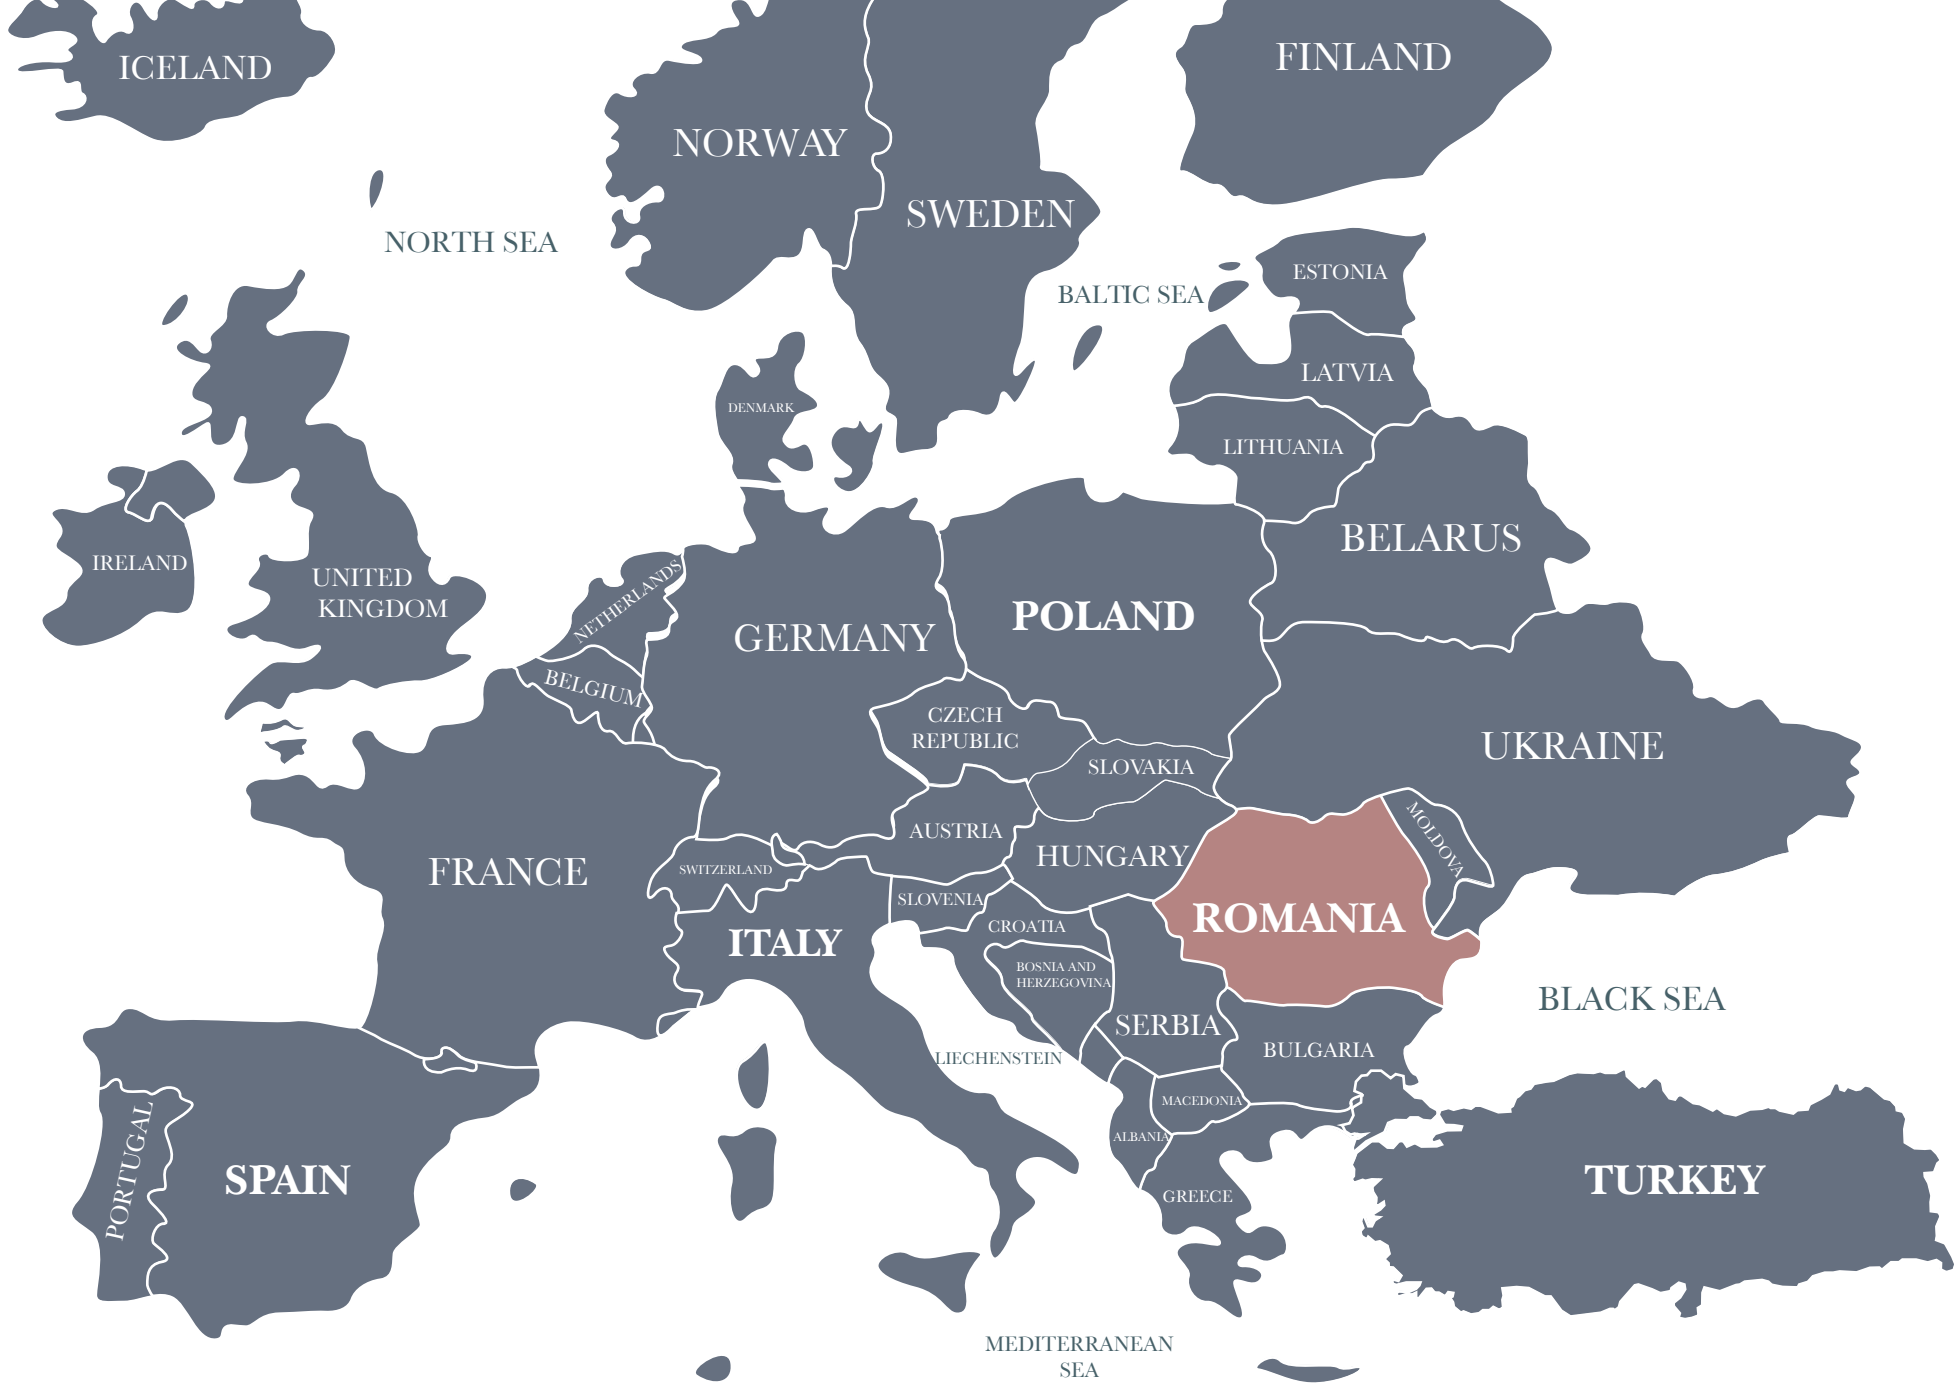 ICELAND
FINLAND
NORWAY
SWEDEN
NORTH SEA
ESTONIA
BALTIC SEA
LATVIA
DENMARK
LITHUANIA
BELARUS
IRELAND
UNITED
KINGDOM
NETHERLANDS
POLAND
GERMANY
BELGIUM
CZECH
REPUBLIC
UKRAINE
SLOVAKIA
AUSTRIA
MOLDOVA
HUNGARY
FRANCE
SWITZERLAND
SLOVENIA
ROMANIA
CROATIA
ITALY
BOSNIA AND
HERZEGOVINA
BLACK SEA
SERBIA
BULGARIA
LIECHENSTEIN
MACEDONIA
ALBANIA
PORTUGAL
SPAIN
TURKEY
GREECE
MEDITERRANEAN
SEA